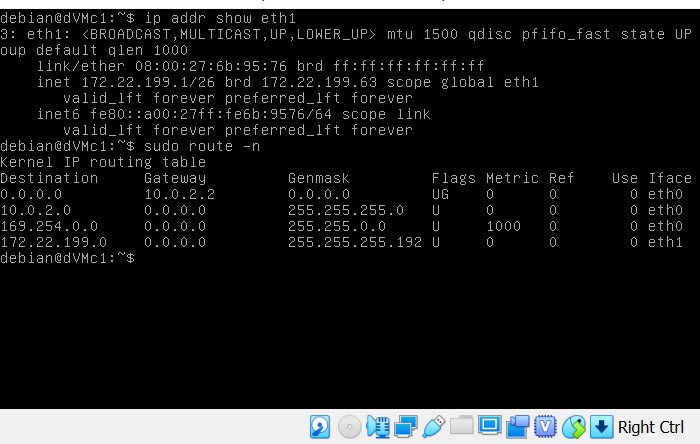 debian@dVMc1:~$ ip addr show eth1
3: eth1: <BROADCAST,MULTICAST,UP,LOWER_UP> mtu 1500 qdisc pfifo_fast state UP
oup default qlen 1000
    link/ether 08:00:27:6b:95:76 brd ff:ff:ff:ff:ff:ff
    inet 172.22.199.1/26 brd 172.22.199.63 scope global eth1
       valid_lft forever preferred_lft forever
    inet6 fe80::a00:27ff:fe6b:9576/64 scope link
       valid_lft forever preferred_lft forever
debian@dVMc1:~$ sudo route -n
Kernel IP routing table
Destination     Gateway         Genmask         Flags Metric Ref    Use Iface
0.0.0.0         10.0.2.2        0.0.0.0         UG    0      0        0 eth0
10.0.2.0        0.0.0.0         255.255.255.0   U     0      0        0 eth0
169.254.0.0     0.0.0.0         255.255.0.0     U     1000   0        0 eth0
172.22.199.0    0.0.0.0         255.255.255.192 U     0      0        0 eth1
debian@dVMc1:~$
Right Ctrl